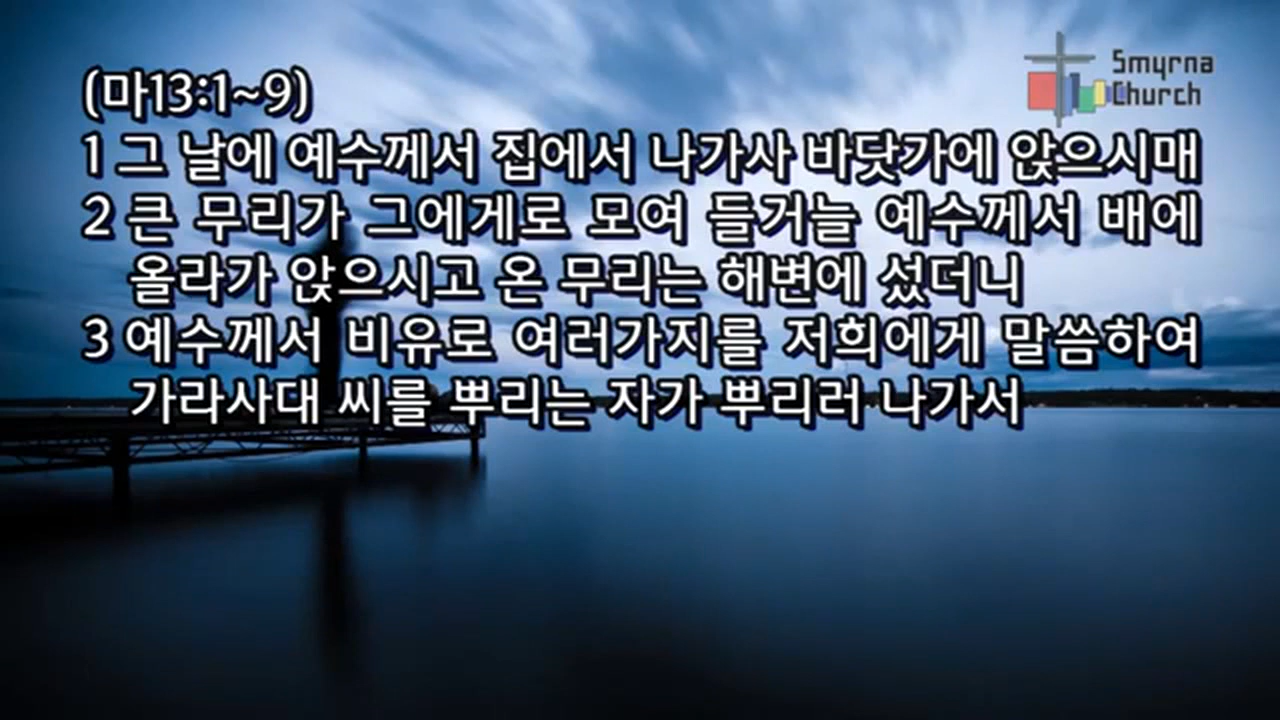 (마13:1~9)
Smyrna
Church
1 그 날에 예수께서 집에서 나가사 바닷가에 앉으시매
2 큰 무리가 그에게로 모여 들거늘 예수께서 배에
올라가 앉으시고 온 무리는 해변에 섰더니
3 예수께서 비유로 여러가지를 저희에게 말씀하여
가라사대 씨를 뿌리는 자가 뿌리러 나가서